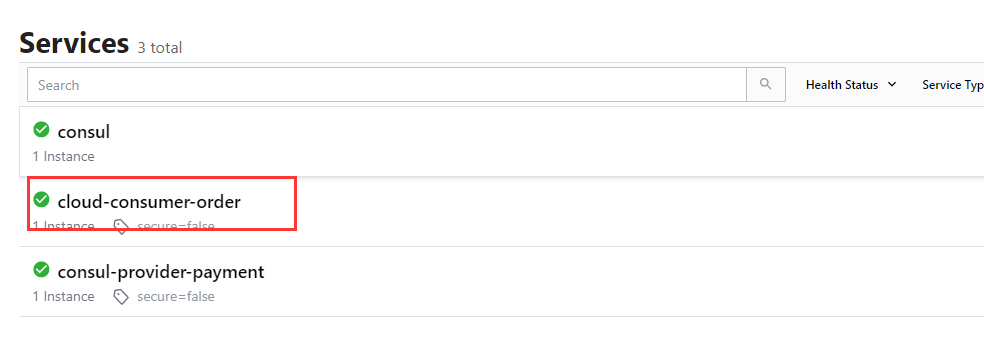 Services 3 total
Search Health Status Service Typ
consul
1 Instance
cloud-consumer-order
1 Instance secure=false
consul-provider-payment
1 Instance secure=false